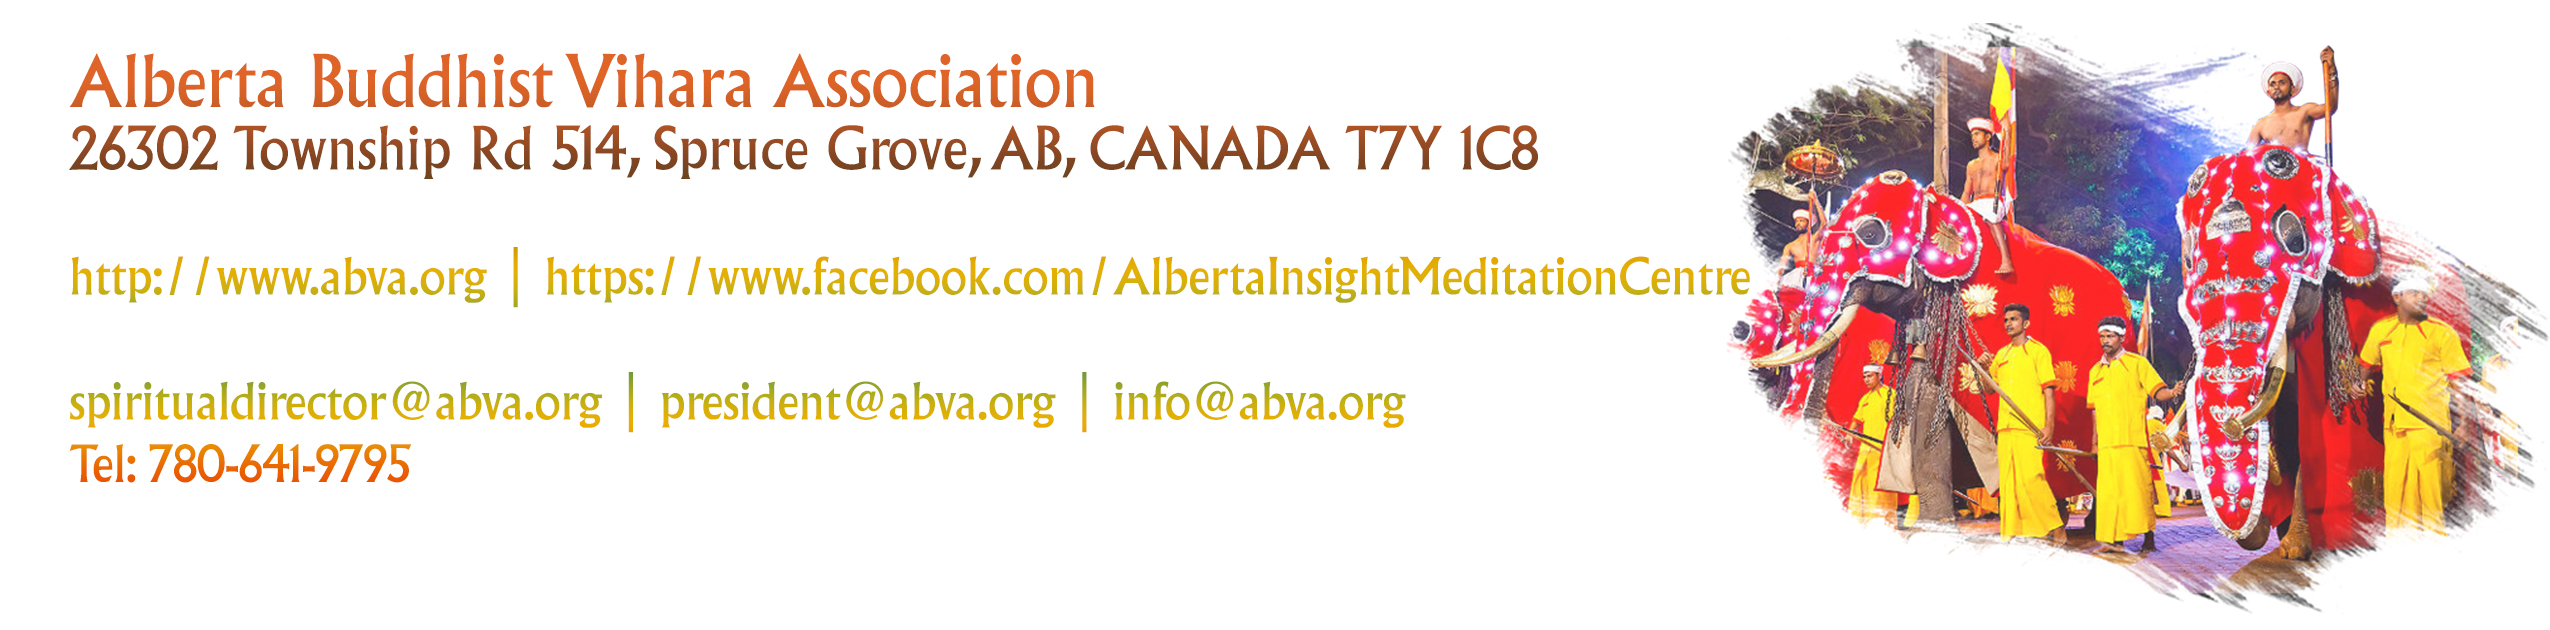 Alberta Buddhist Vihara Association
26302 Township Rd 514, Spruce Grove, AB, CANADA T7Y 1C8
http://www.abva.org | https://www.facebook.com/AlbertaInsightMeditationCentre
spiritualdirector@abva.org | president@abva.org | info@abva.org
Tel: 780-641-9795